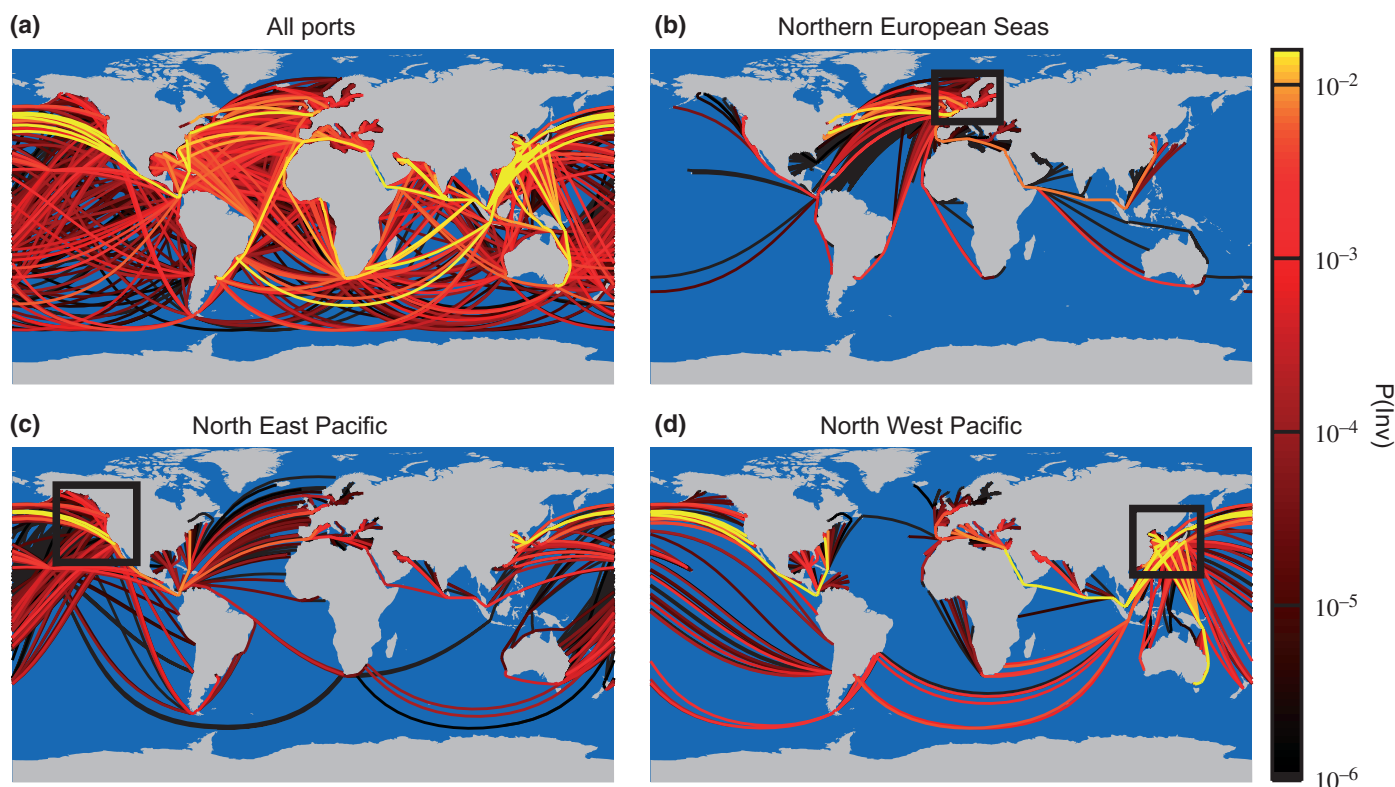 (a) All ports
(b) Northern European Seas
(c) North East Pacific
(d) North West Pacific
10⁻²
10⁻³
10⁻⁴
10⁻⁵
10⁻⁶
P(Inv)